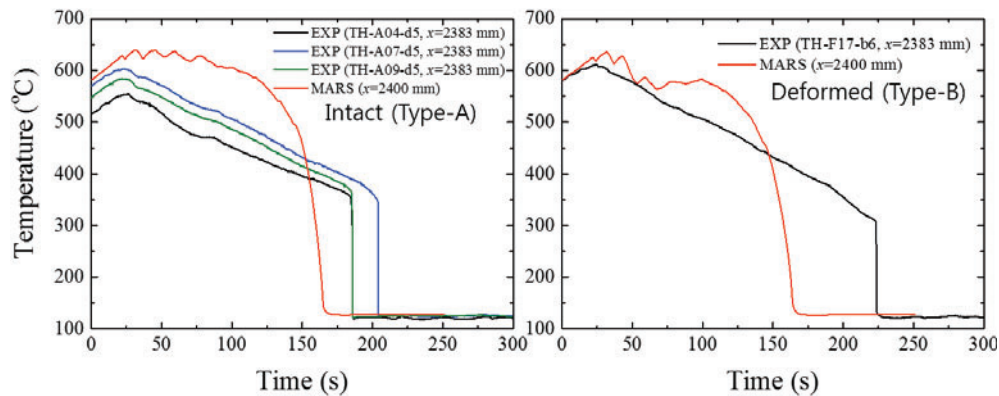 EXP (TH-A04-d5, x=2383 mm)
EXP (TH-A07-d5, x=2383 mm)
EXP (TH-A09-d5, x=2383 mm)
MARS (x=2400 mm)
Intact (Type-A)
700
600
500
400
300
200
100
0 50 100 150 200 250 300
Temperature (°C)
Time (s)
EXP (TH-F17-b6, x=2383 mm)
MARS (x=2400 mm)
Deformed (Type-B)
700
600
500
400
300
200
100
0 50 100 150 200 250 300
Time (s)